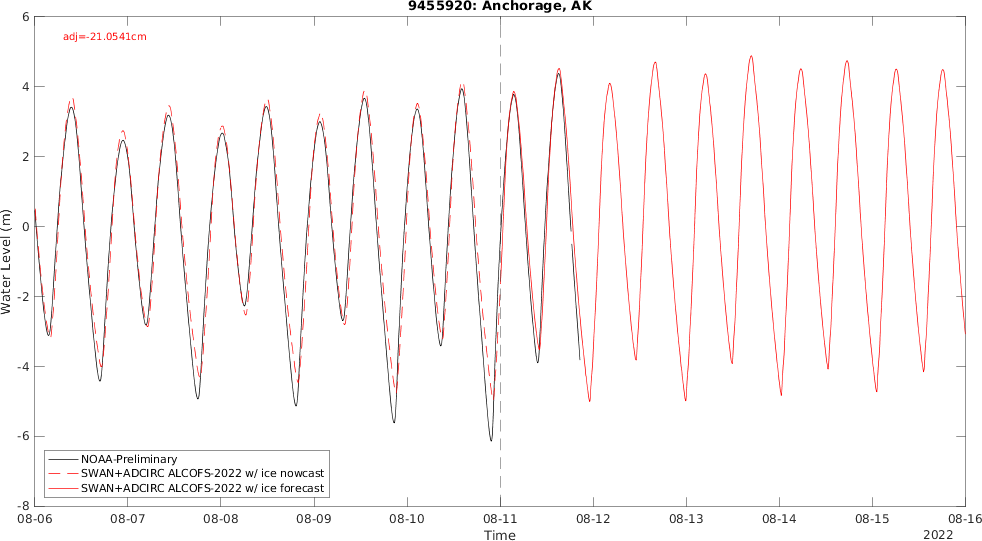 9455920: Anchorage, AK
adj=-21.0541cm
6
4
2
0
-2
-4
-6
-8
Water Level (m)
NOAA-Preliminary
SWAN+ADCIRC ALCOFS-2022 w/ ice nowcast
SWAN+ADCIRC ALCOFS-2022 w/ ice forecast
08-06 08-07 08-08 08-09 08-10 08-11 08-12 08-13 08-14 08-15 08-16
Time
2022